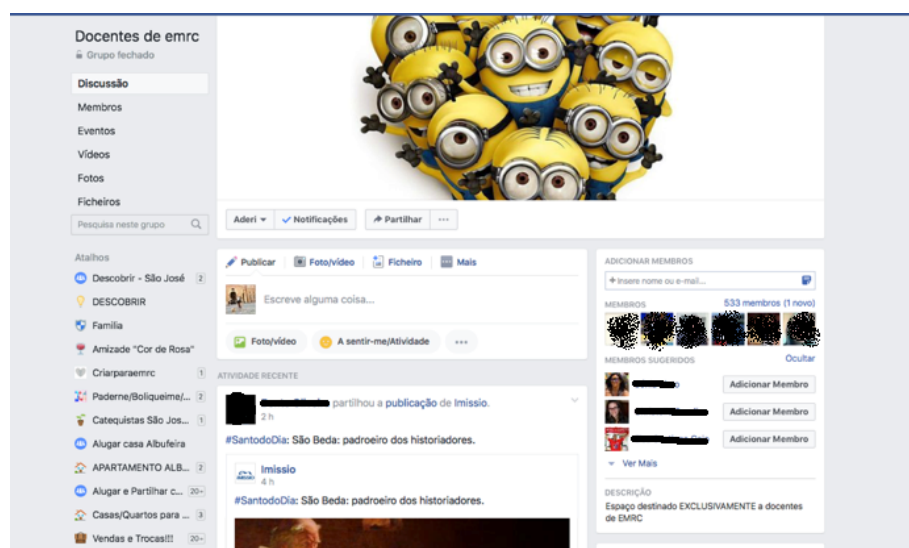 Docentes de emrc
Grupo fechado
Discussão
Membros
Eventos
Vídeos
Fotos
Ficheiros
Pesquisa neste grupo
Atalhos
Descobrir - São José 2
DESCOBRIR
Família
Amizade "Cor de Rosa"
Criarparaemrc 1
Paderne/Boliqueime/... 2
Catequistas São Jos... 1
Alugar casa Albufeira
APARTAMENTO ALB... 2
Alugar e Partilhar c... 20+
Casas/Quartos para ... 3
Vendas e Trocas!!! 20+
Aderi Notificações Partilhar ...
Publicar Foto/vídeo Ficheiro Mais
Escreve alguma coisa...
Foto/vídeo A sentir-me/Atividade ...
ATIVIDADE RECENTE
partilhou a publicação de Imissio.
2 h
#SantodoDia: São Beda: padroeiro dos historiadores.
Imissio
4 h
#SantodoDia: São Beda: padroeiro dos historiadores.
ADICIONAR MEMBROS
+ Insere nome ou e-mail...
MEMBROS 533 membros (1 novo)
MEMBROS SUGERIDOS Ocultar
Adicionar Membro
Adicionar Membro
Adicionar Membro
Ver Mais
DESCRIÇÃO
Espaço destinado EXCLUSIVAMENTE a docentes
de EMRC